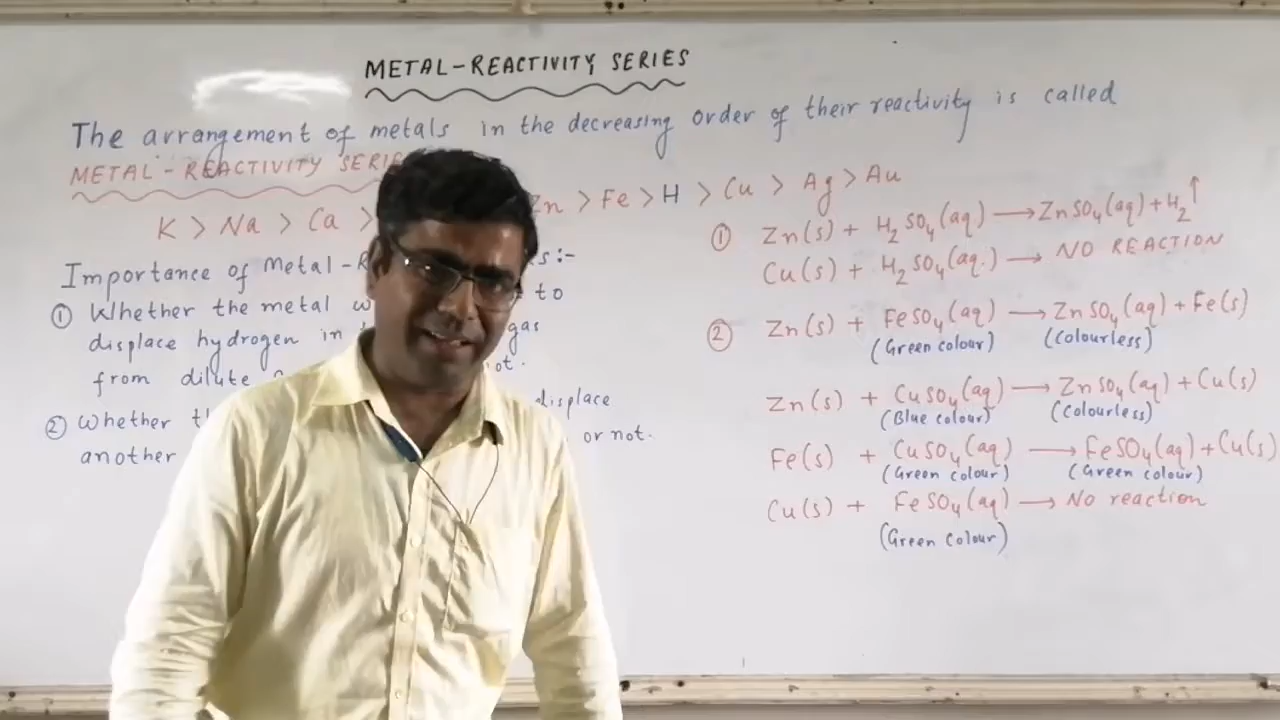 METAL-REACTIVITY SERIES
The arrangement of metals in the decreasing order of their reactivity is called
METAL-REACTIVITY SERIE
K > Na > Ca > Zn > Fe > H > Cu > Ag > Au
Importance of Metal-R s:-
① Whether the metal w to
displace hydrogen in gas
from dilute ot.
② Whether th displace
another or not.
① Zn(s) + H₂SO₄(aq) → ZnSO₄(aq) + H₂↑
Cu(s) + H₂SO₄(aq.) → NO REACTION
② Zn(s) + FeSO₄(aq) → ZnSO₄(aq) + Fe(s)
(Green colour) (Colourless)
Zn(s) + CuSO₄(aq) → ZnSO₄(aq) + Cu(s)
(Blue colour) (Colourless)
Fe(s) + CuSO₄(aq) → FeSO₄(aq) + Cu(s)
(Green colour) (Green colour)
Cu(s) + FeSO₄(aq) → No reaction
(Green colour)